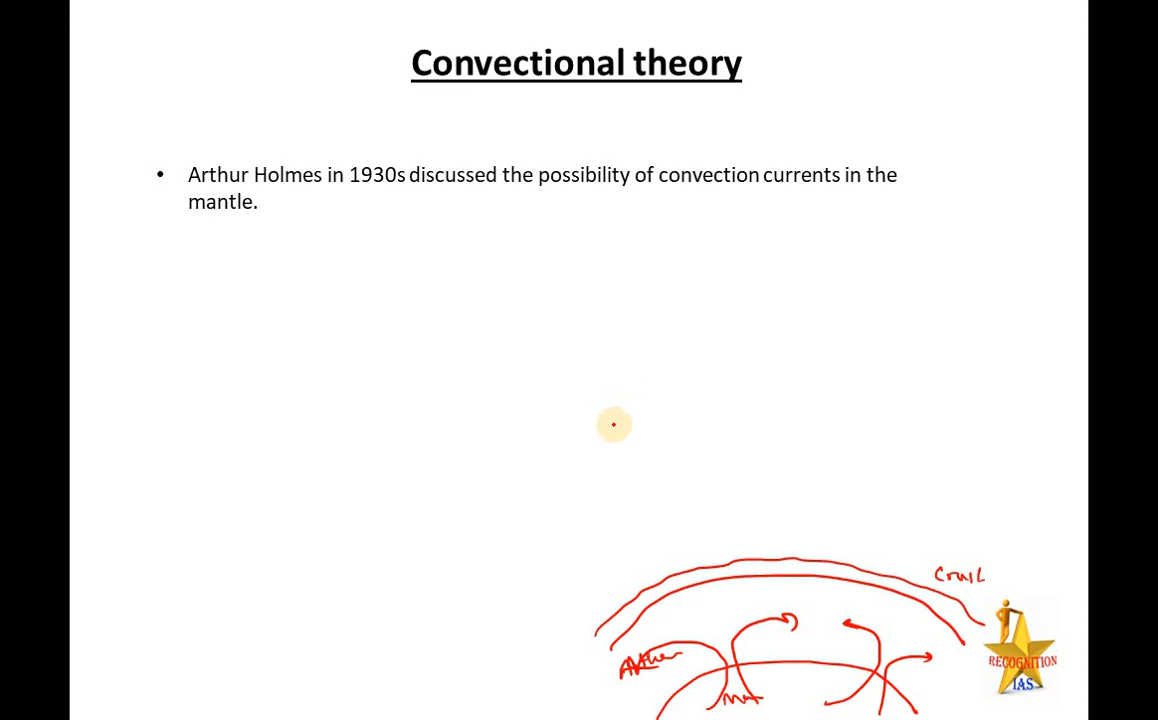 Convectional theory
• Arthur Holmes in 1930s discussed the possibility of convection currents in the
mantle.
Crust
RECOGNITION
IAS